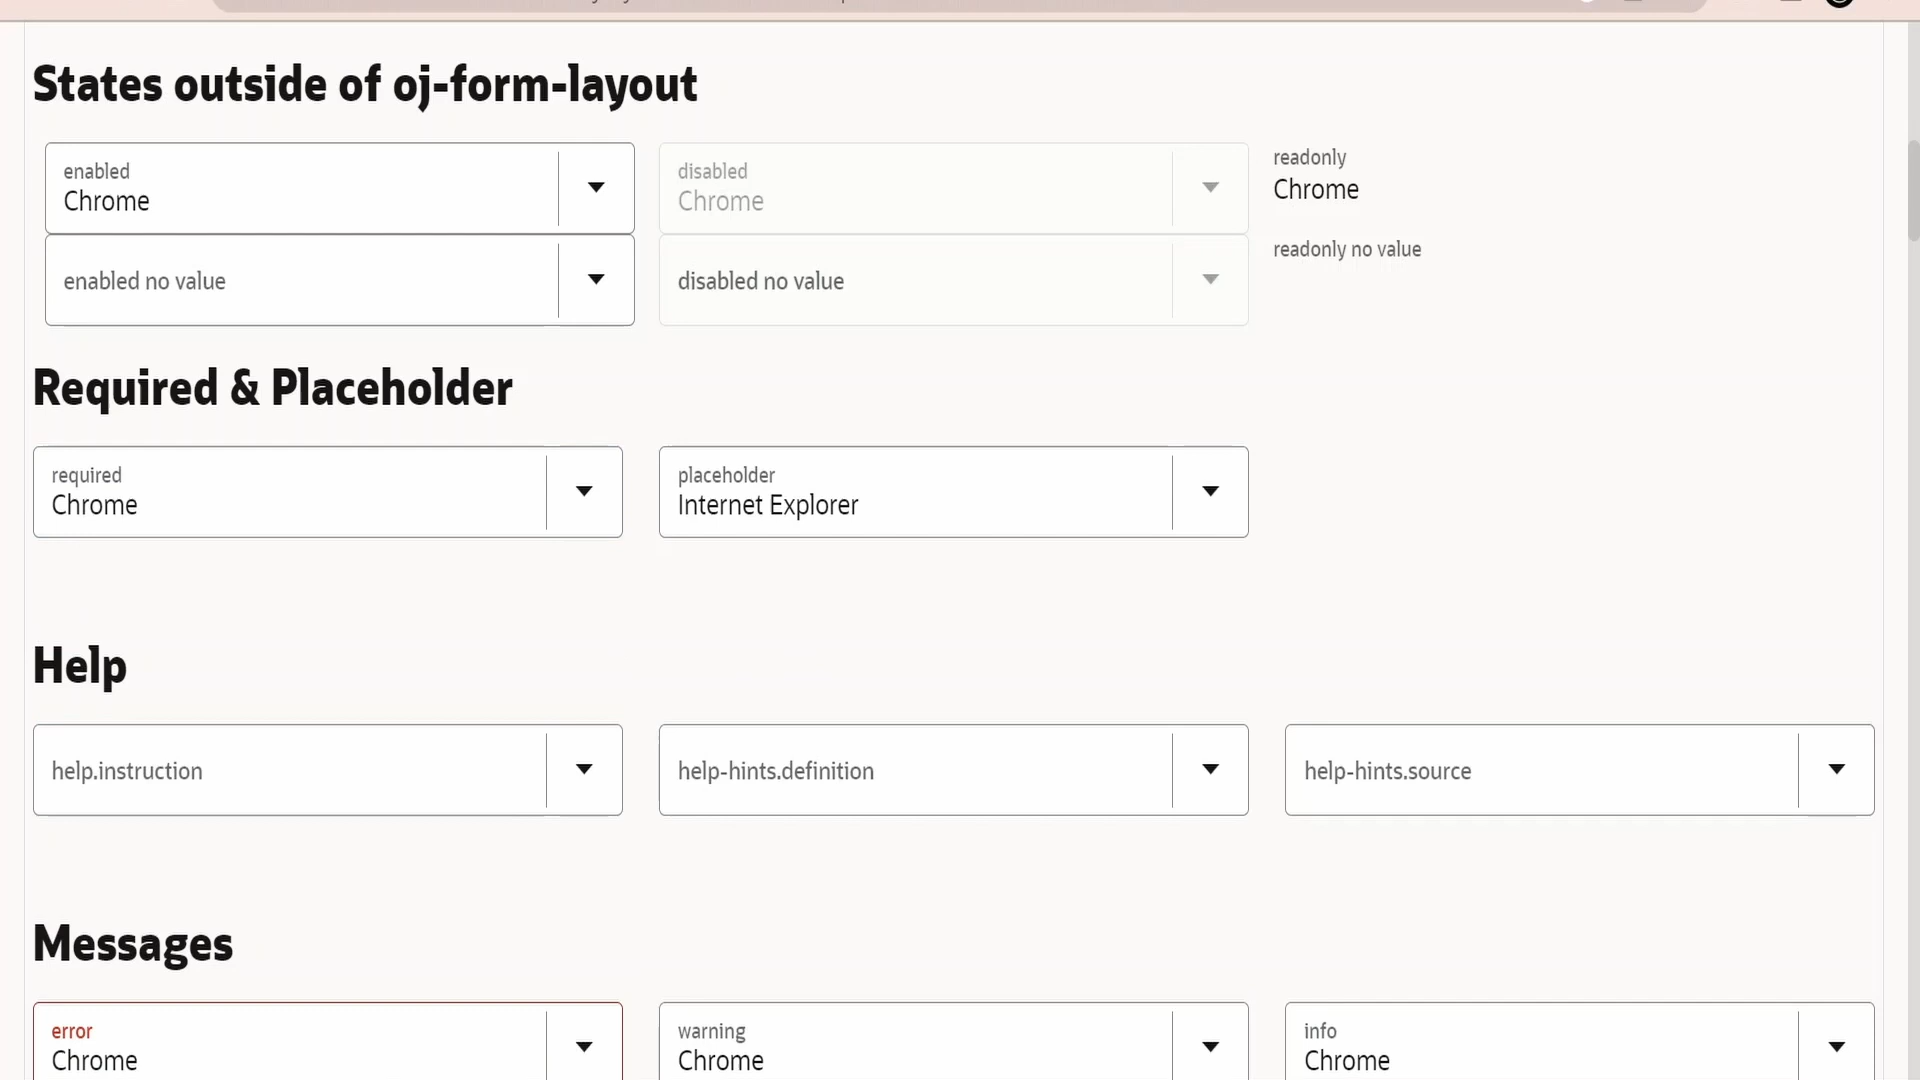 States outside of oj-form-layout
enabled
Chrome
disabled
Chrome
readonly
Chrome
enabled no value
disabled no value
readonly no value
Required & Placeholder
required
Chrome
placeholder
Internet Explorer
Help
help.instruction
help-hints.definition
help-hints.source
Messages
error
Chrome
warning
Chrome
info
Chrome